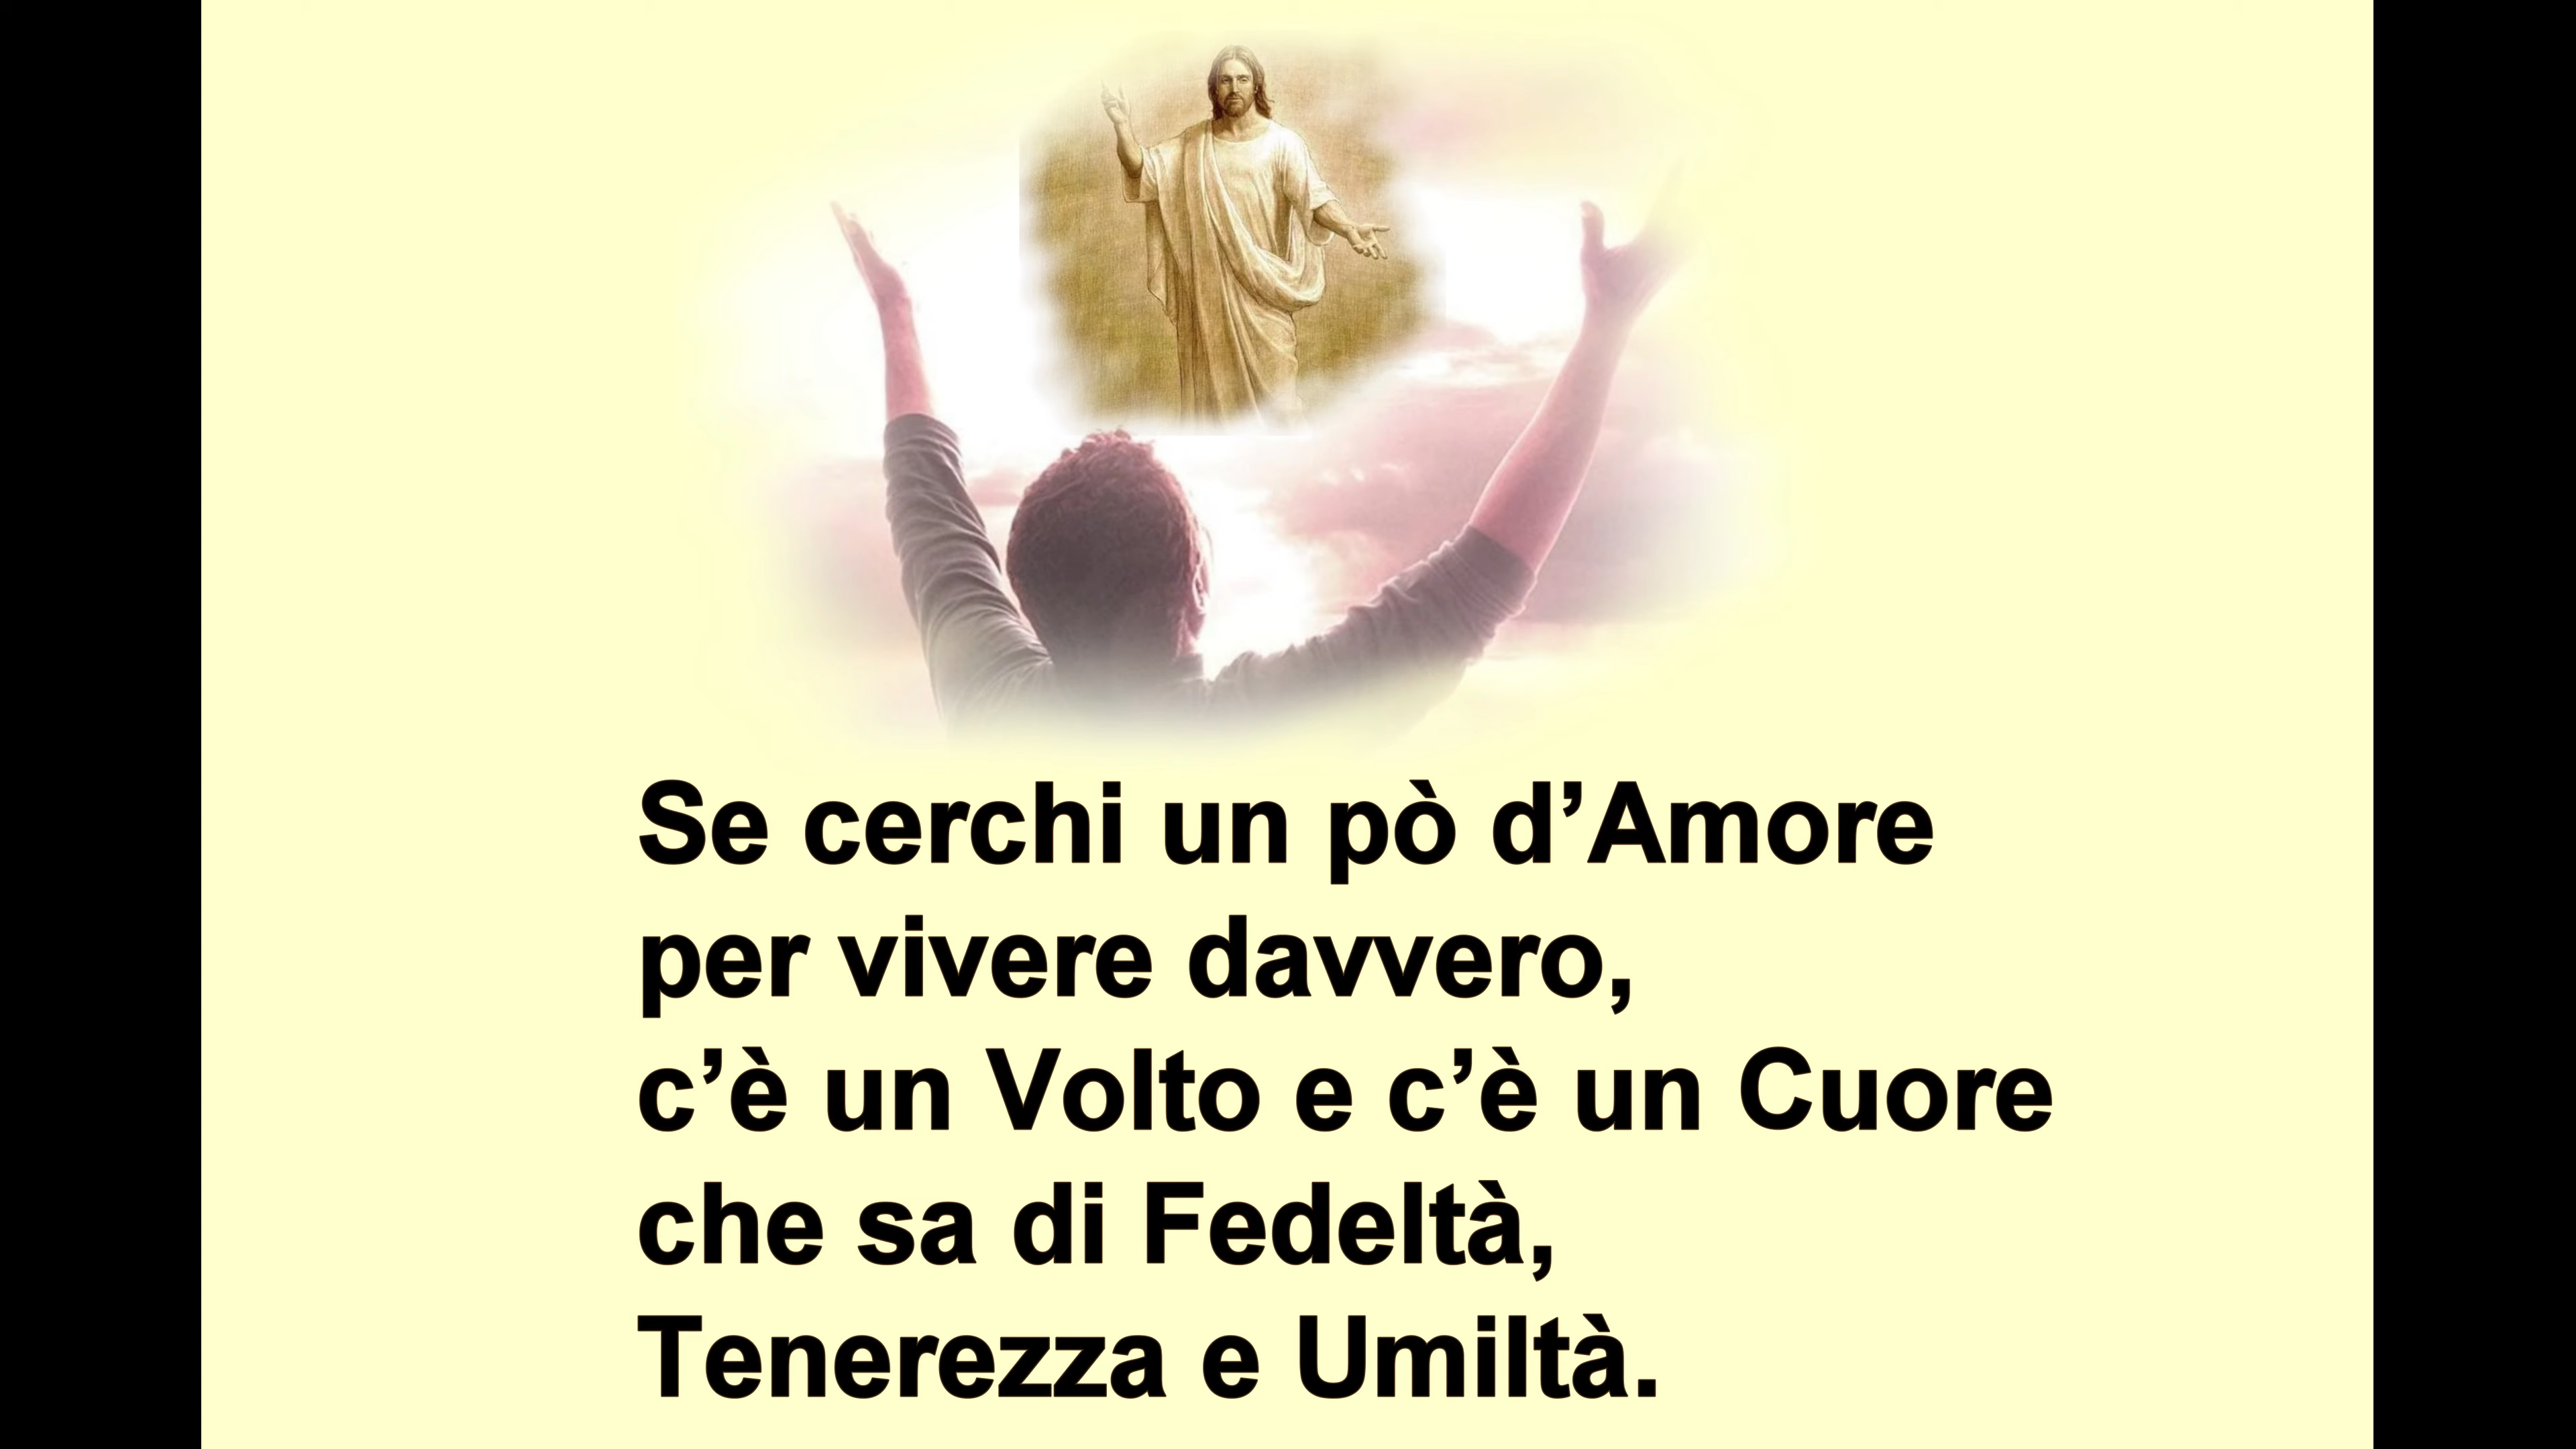 Se cerchi un pò d’Amore
per vivere davvero,
c’è un Volto e c’è un Cuore
che sa di Fedeltà,
Tenerezza e Umiltà.